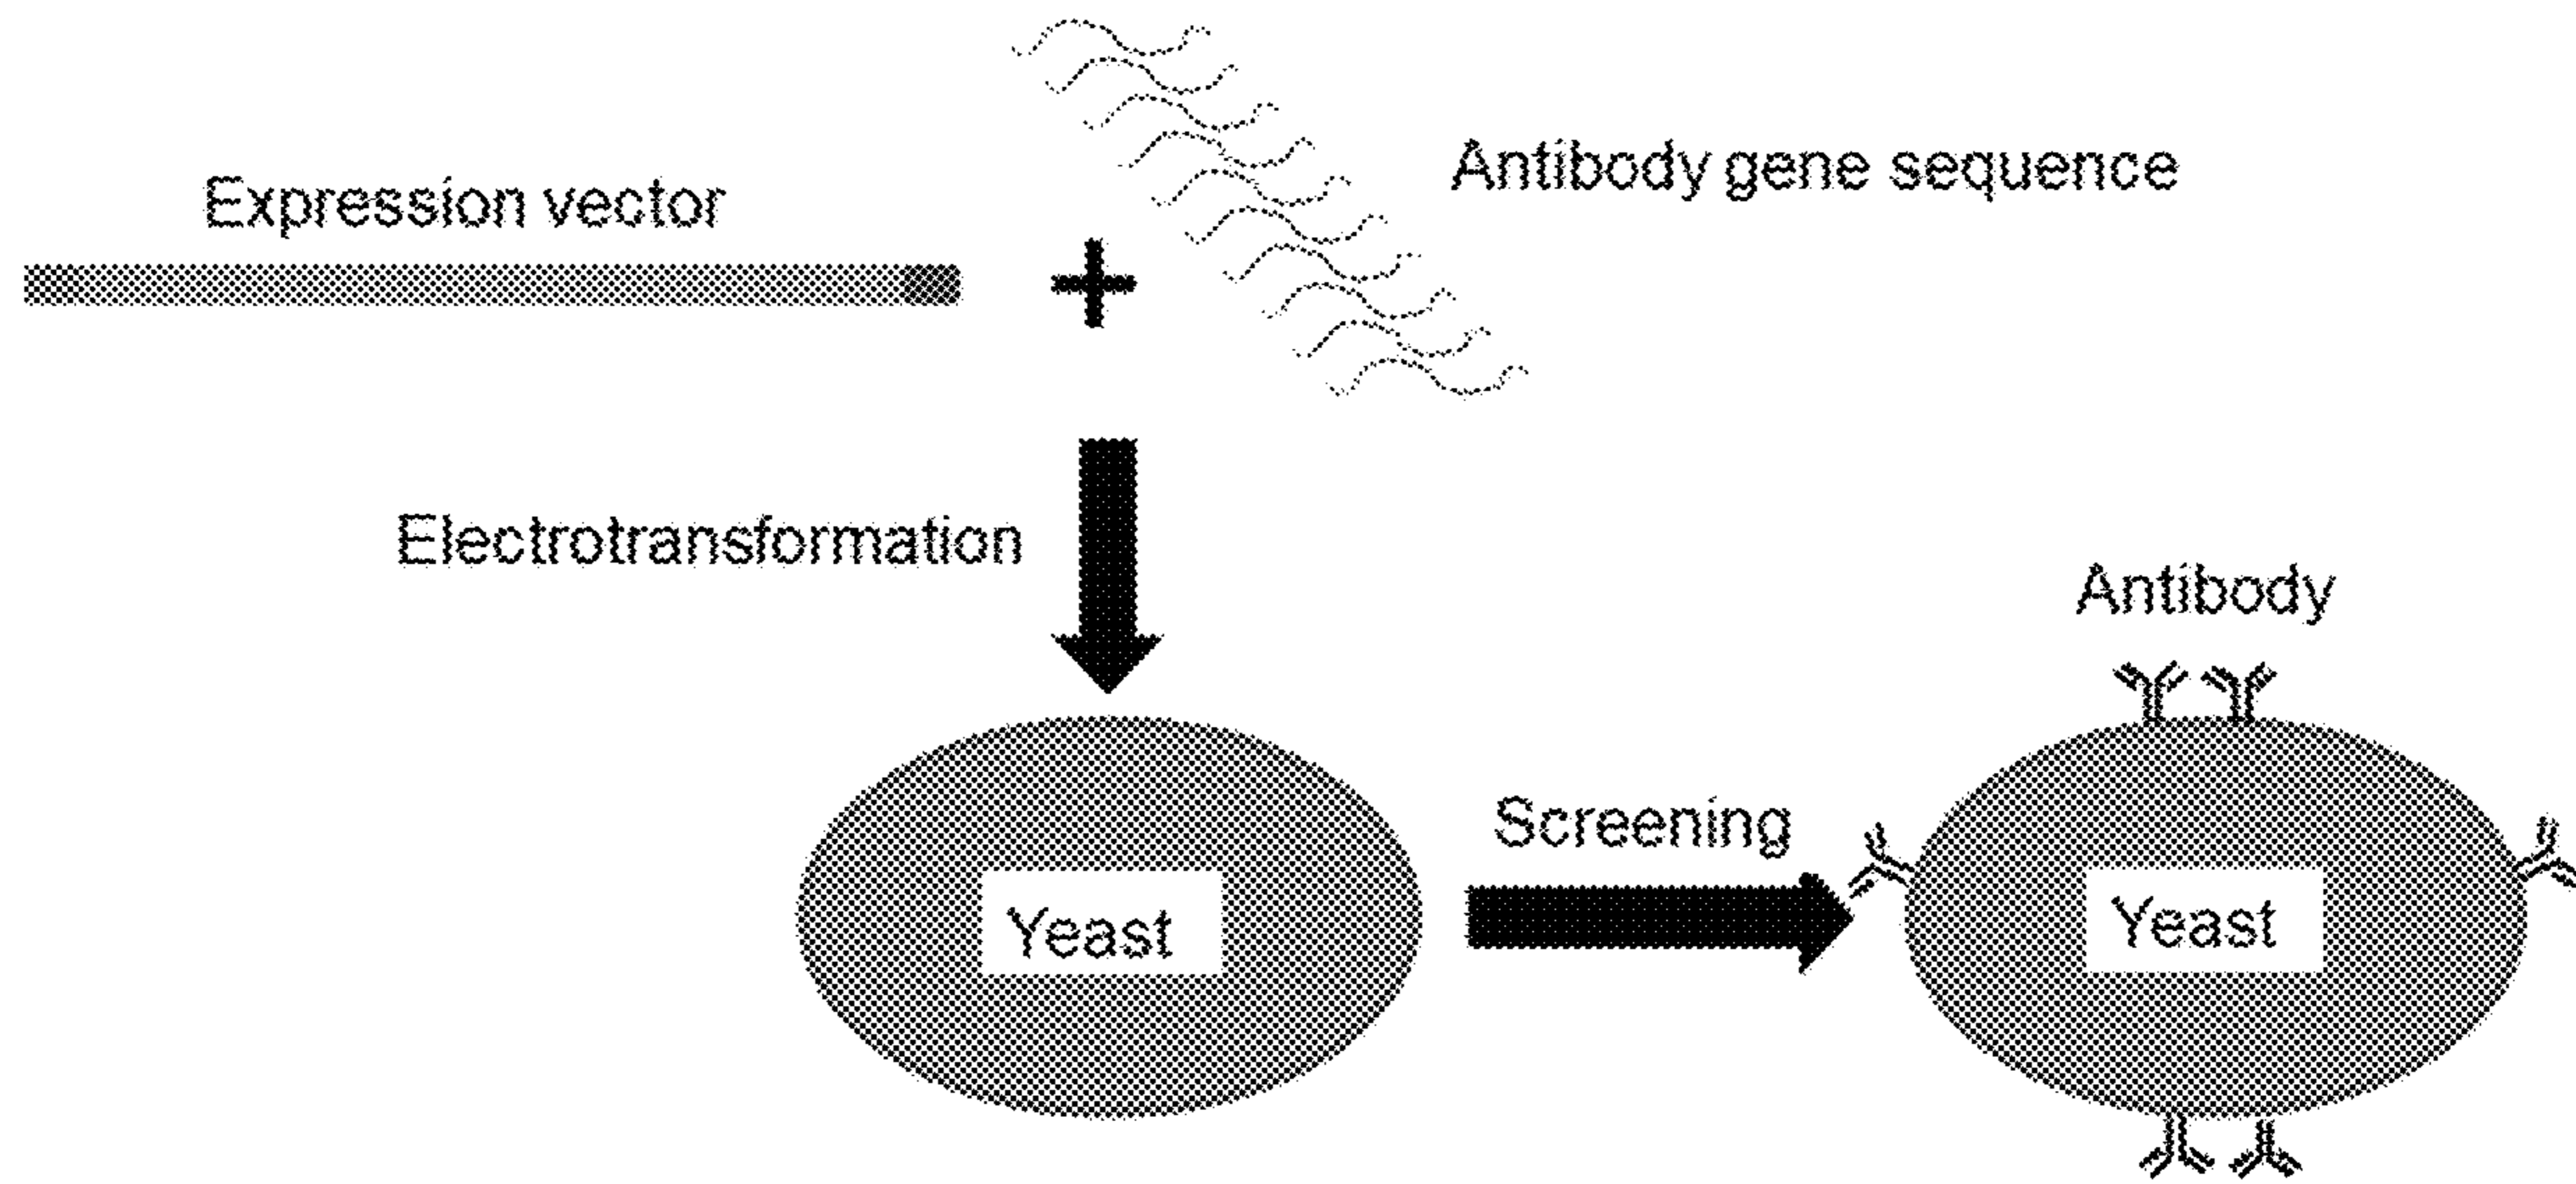 Expression vector
Antibody gene sequence
+
Electrotransformation
Antibody
Yeast
Screening
Yeast